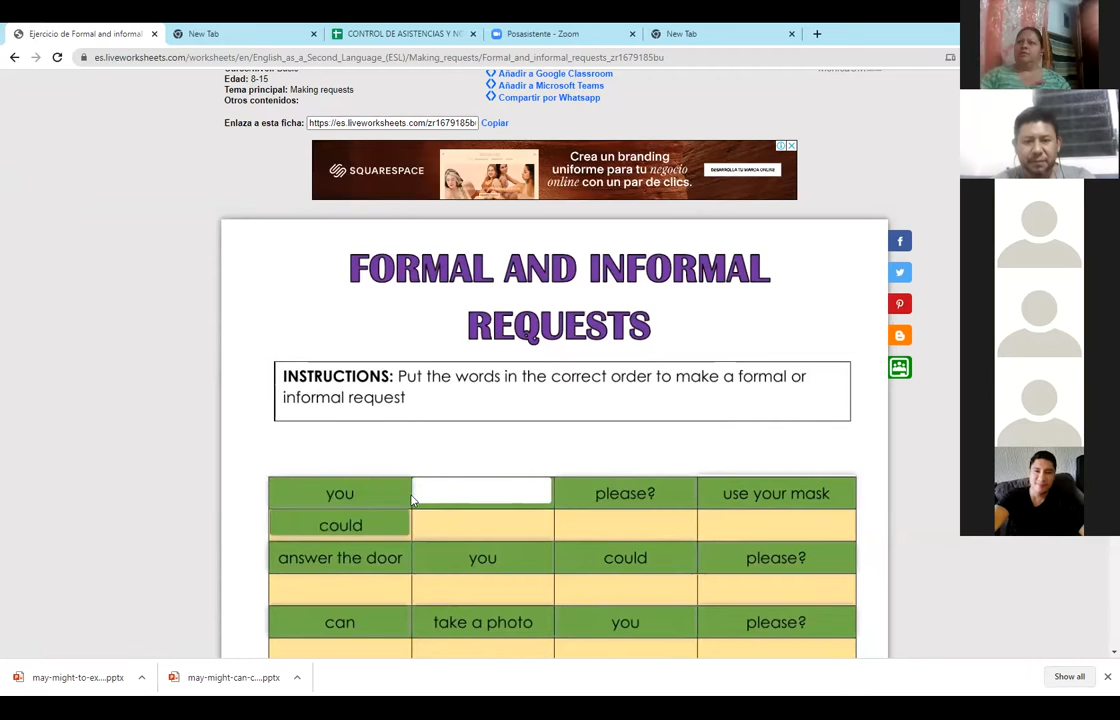 Ejercicio de Formal and informal
New Tab
CONTROL DE ASISTENCIAS Y NO
Posasistente - Zoom
New Tab
es.liveworksheets.com/worksheets/en/English_as_a_Second_Language_(ESL)/Making_requests/Formal_and_informal_requests_zr1679185bu
Edad: 8-15
Tema principal: Making requests
Otros contenidos:
Añadir a Google Classroom
Añadir a Microsoft Teams
Compartir por Whatsapp
Enlaza a esta ficha: https://es.liveworksheets.com/zr1679185b Copiar
SQUARESPACE
Crea un branding
uniforme para tu negocio
online con un par de clics.
DESARROLLA TU MARCA ONLINE
FORMAL AND INFORMAL
REQUESTS
INSTRUCTIONS: Put the words in the correct order to make a formal or
informal request
you please? use your mask
could
answer the door you could please?
can take a photo you please?
may-might-to-ex....pptx
may-might-can-c....pptx
Show all